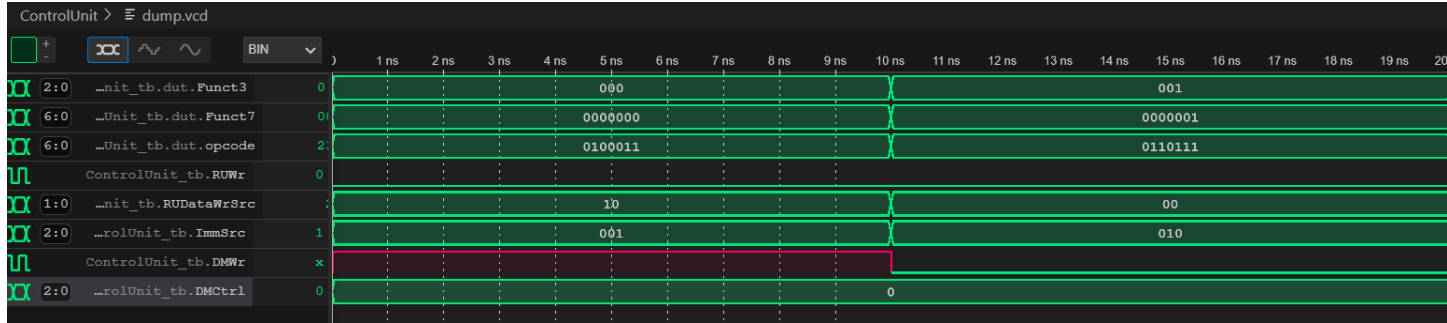 ControlUnit > dump.vcd
+
-
BIN
1 ns 2 ns 3 ns 4 ns 5 ns 6 ns 7 ns 8 ns 9 ns 10 ns 11 ns 12 ns 13 ns 14 ns 15 ns 16 ns 17 ns 18 ns 19 ns 20
2:0 …nit_tb.dut.Funct3 0 000 001
6:0 …Unit_tb.dut.Funct7 0000000 0000001
6:0 …Unit_tb.dut.opcode 2 0100011 0110111
ControlUnit_tb.RUWr 0
1:0 …nit_tb.RUDataWrSrc 10 00
2:0 …rolUnit_tb.ImmSrc 1 001 010
ControlUnit_tb.DMWr x
2:0 …rolUnit_tb.DMCtrl 0 0